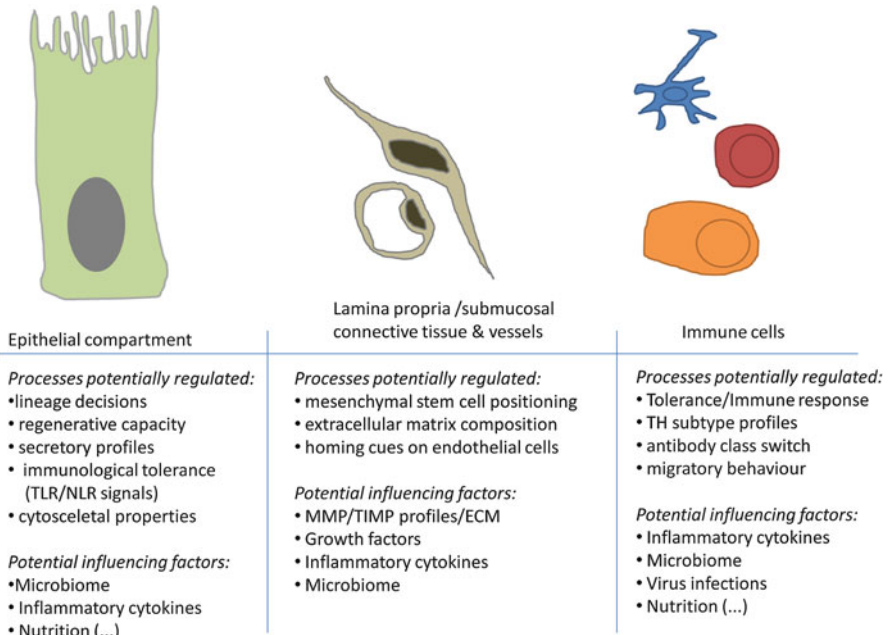 Epithelial compartment
Processes potentially regulated:
•lineage decisions
• regenerative capacity
• secretory profiles
• immunological tolerance
(TLR/NLR signals)
• cytosceletal properties
Potential influencing factors:
•Microbiome
• Inflammatory cytokines
• Nutrition (...)
Lamina propria /submucosal
connective tissue & vessels
Processes potentially regulated:
• mesenchymal stem cell positioning
• extracellular matrix composition
• homing cues on endothelial cells
Potential influencing factors:
• MMP/TIMP profiles/ECM
• Growth factors
• Inflammatory cytokines
• Microbiome
Immune cells
Processes potentially regulated:
• Tolerance/Immune response
• TH subtype profiles
• antibody class switch
• migratory behaviour
Potential influencing factors:
• Inflammatory cytokines
• Microbiome
• Virus infections
• Nutrition (...)